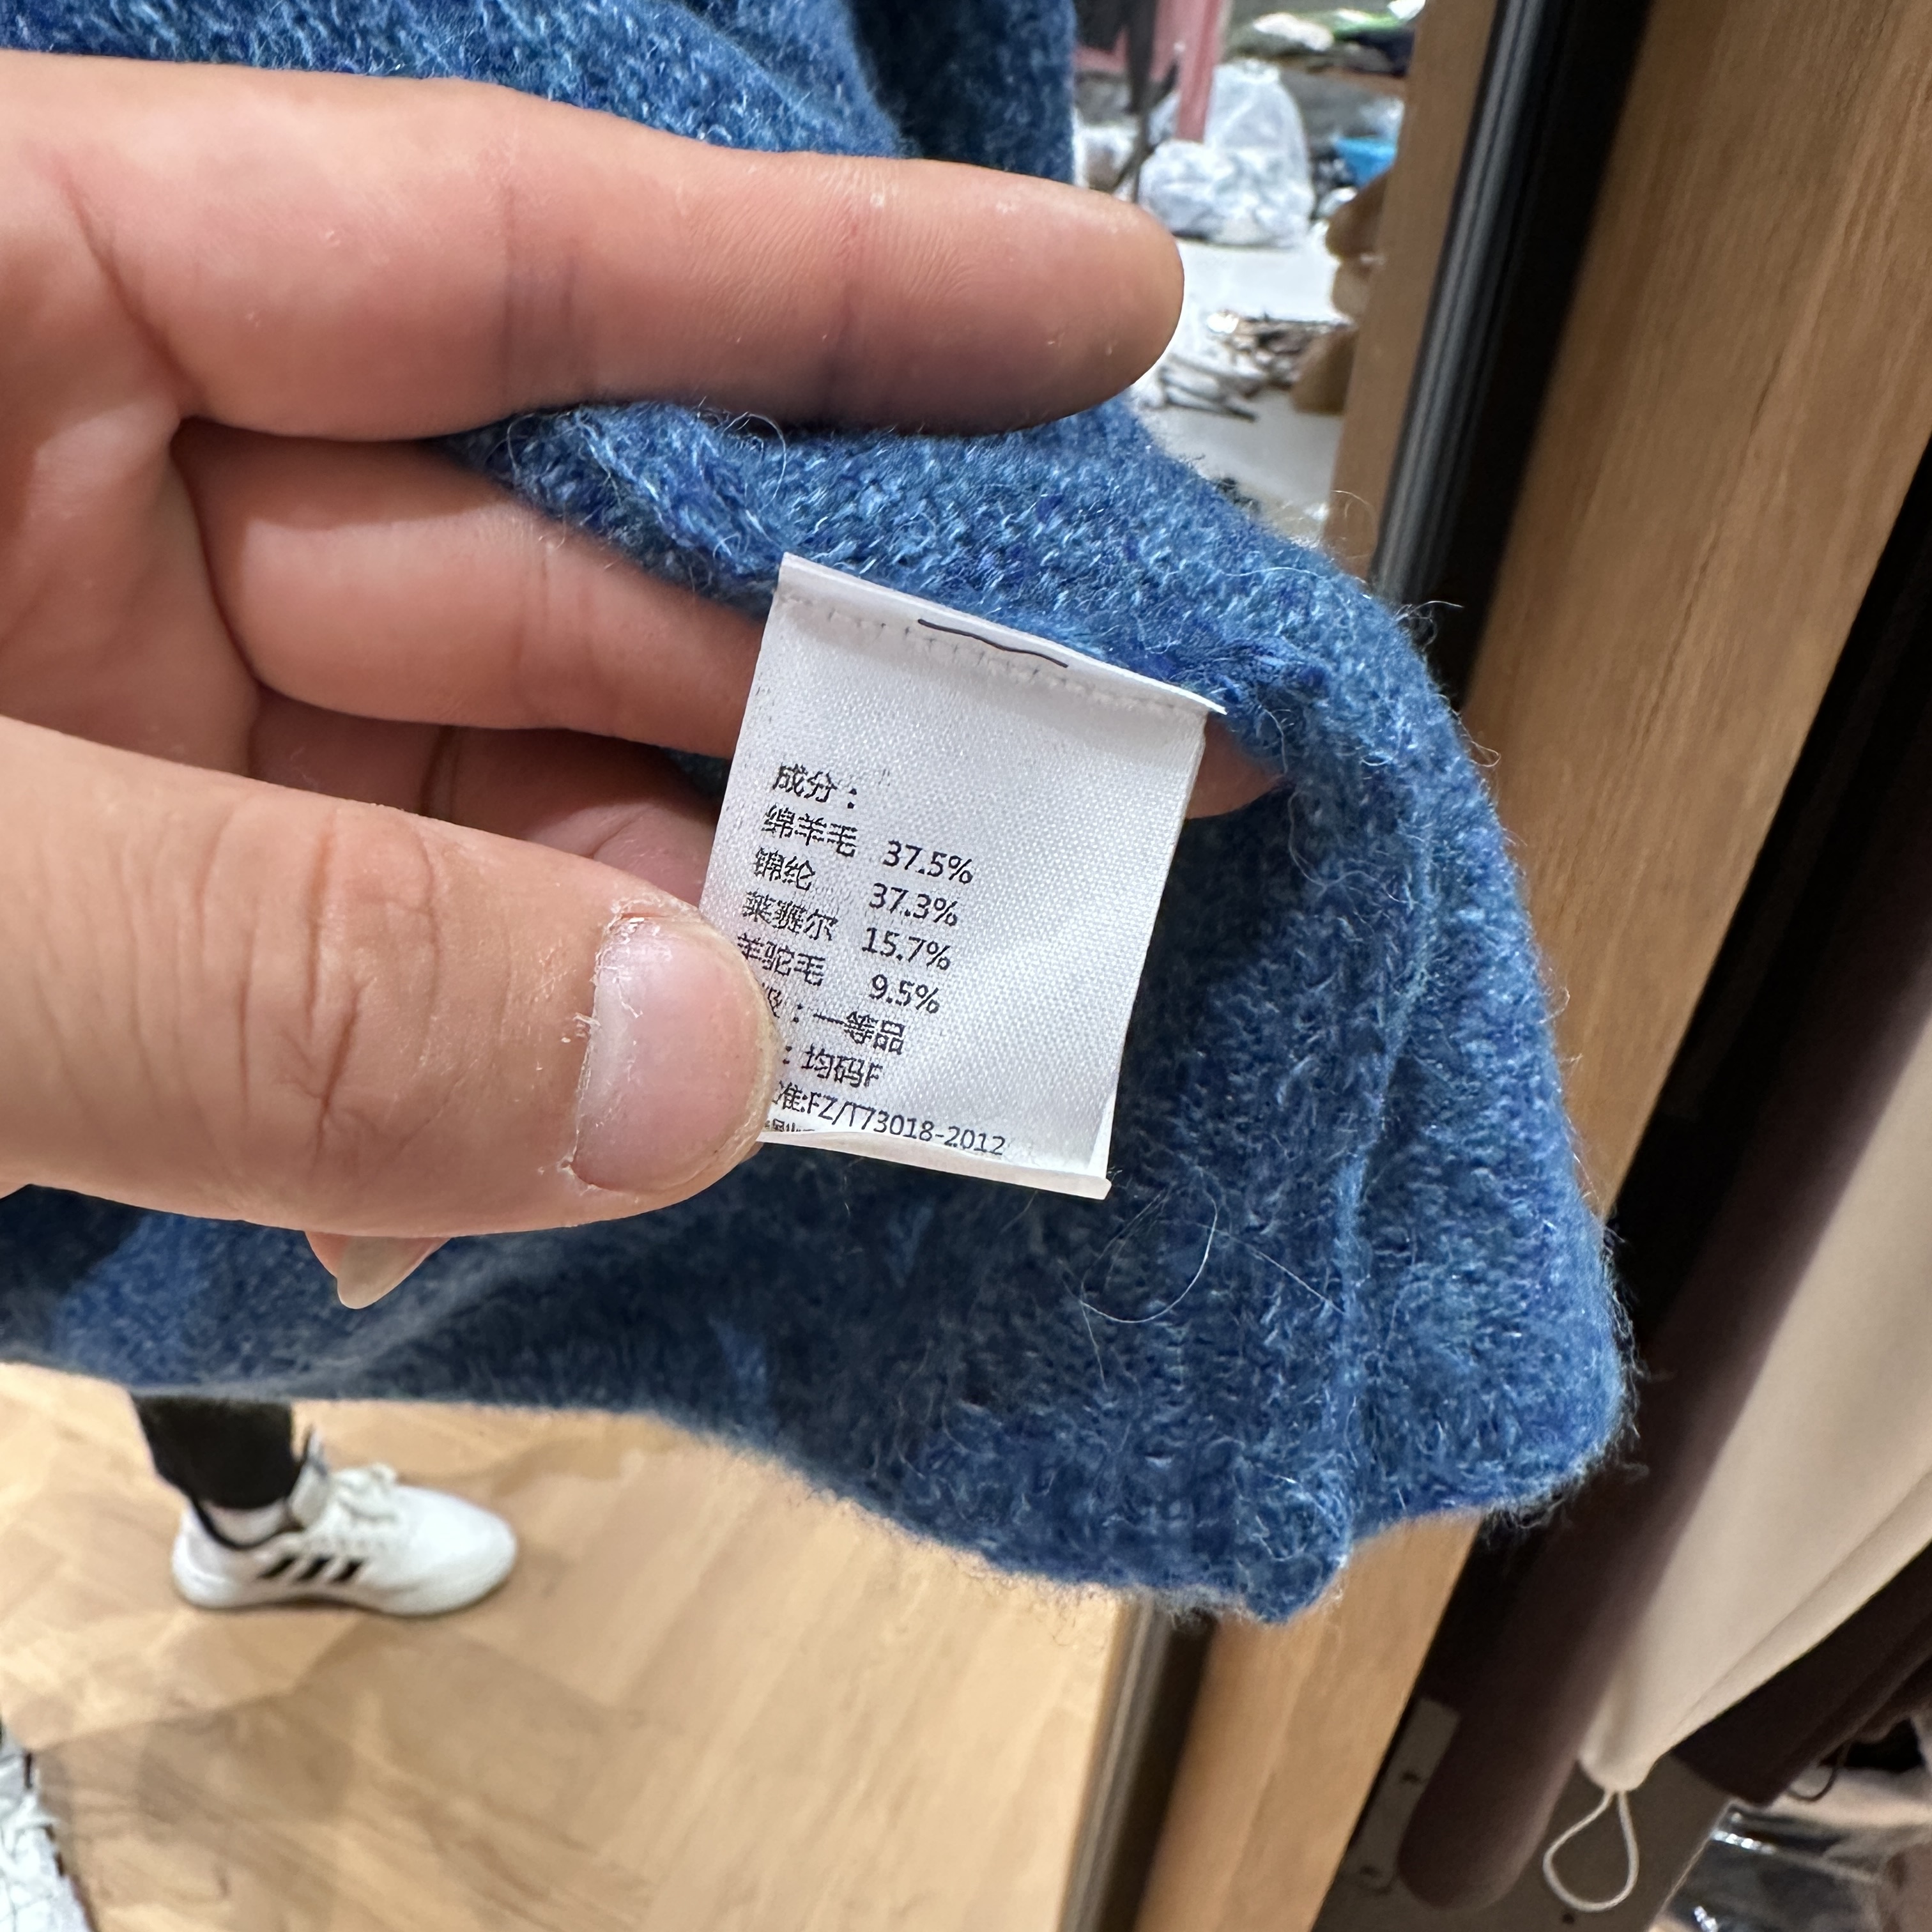 成分：
绵羊毛 37.5%
锦纶 37.3%
莱赛尔 15.7%
羊驼毛 9.5%
：一等品
：均码F
准:FZ/T73018-2012